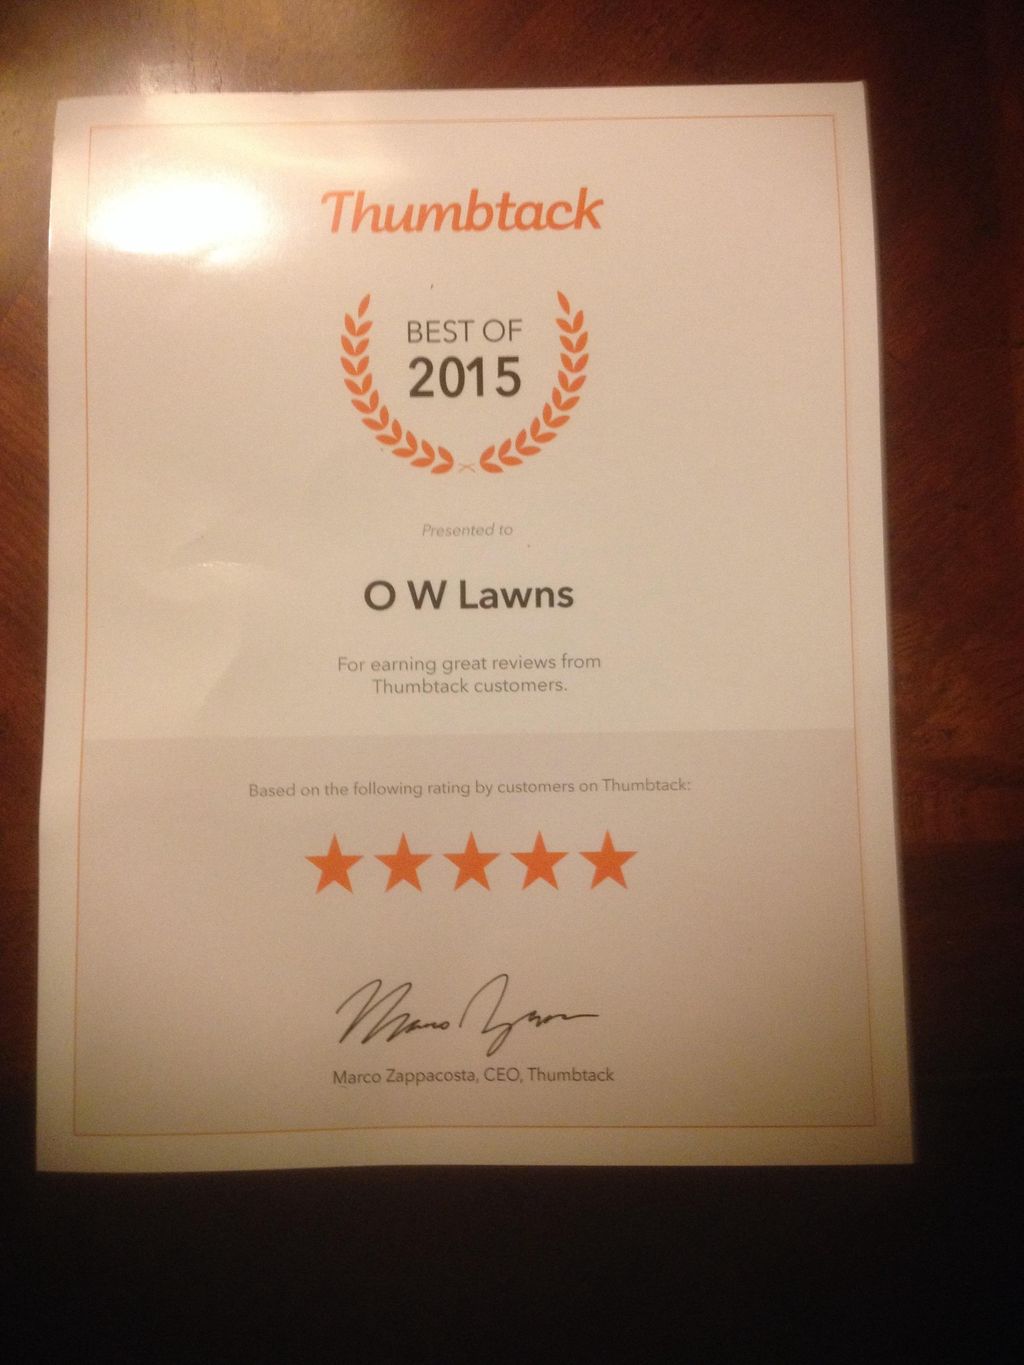 Thumbtack
BEST OF
2015
Presented to
O W Lawns
For earning great reviews from
Thumbtack customers.
Based on the following rating by customers on Thumbtack:
Marco Zappacosta, CEO, Thumbtack